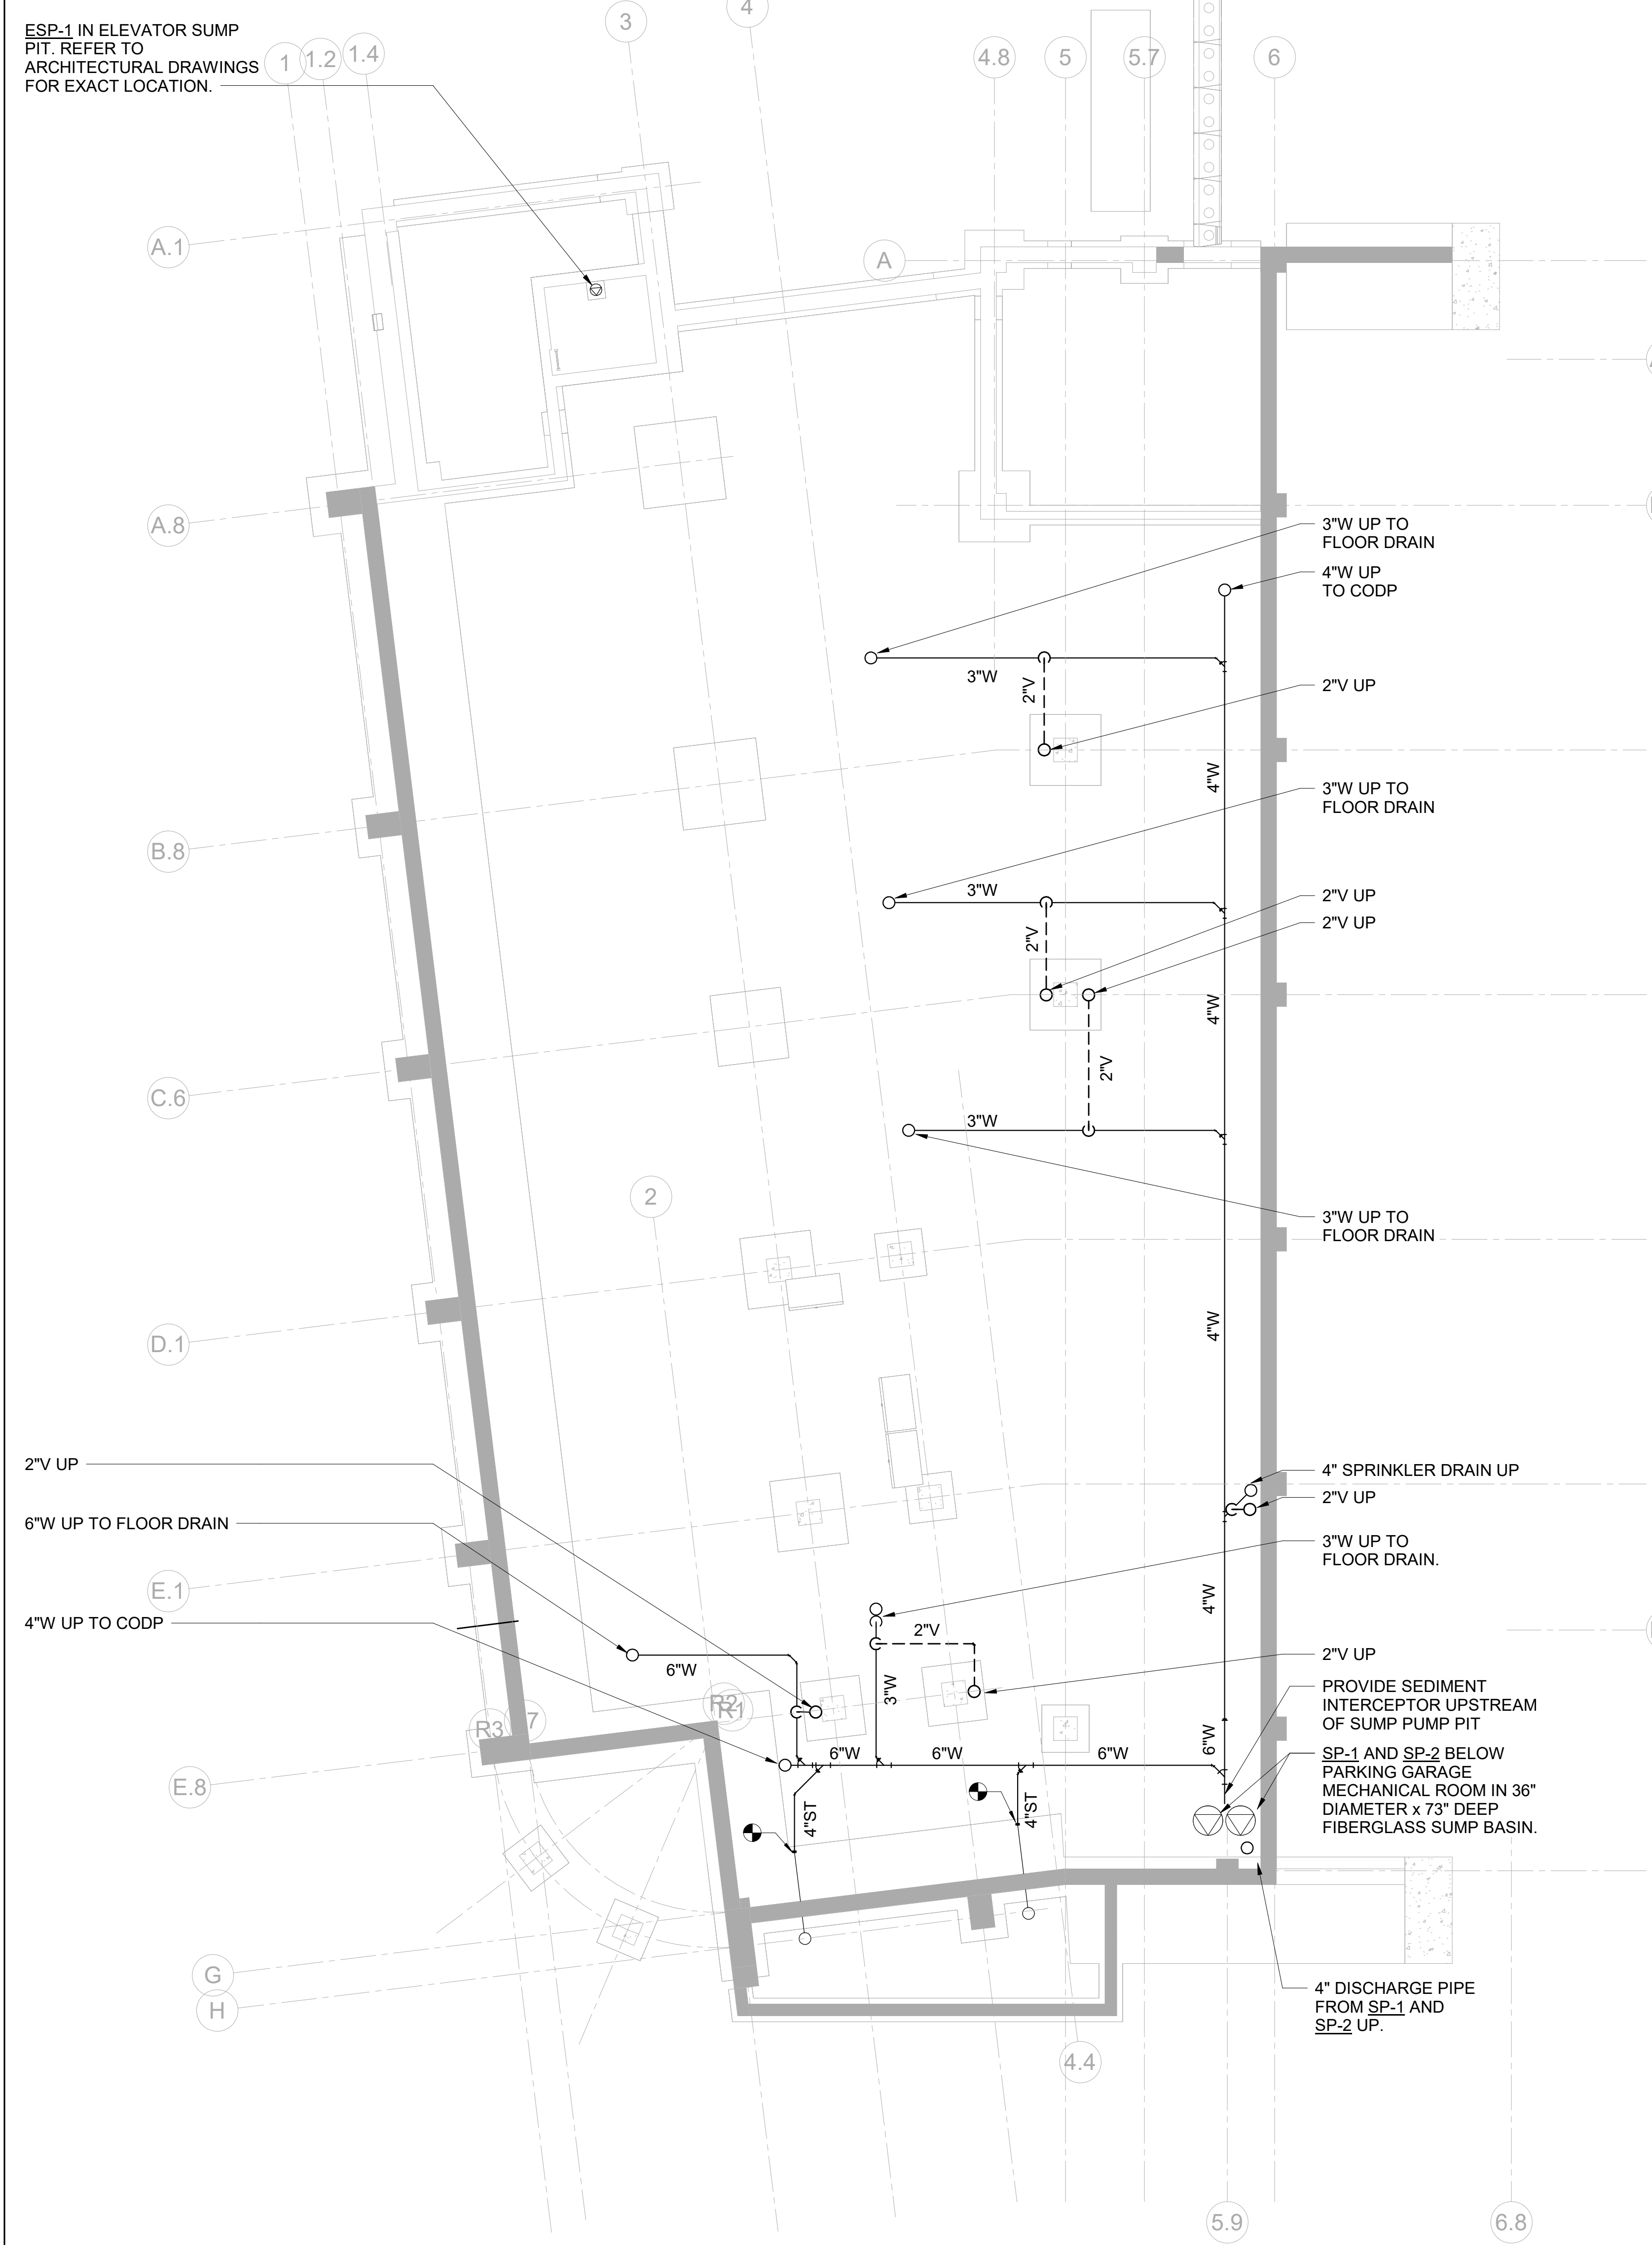 ESP-1 IN ELEVATOR SUMP
PIT. REFER TO
ARCHITECTURAL DRAWINGS
FOR EXACT LOCATION.
1
1.2
1.4
3
4
4.8
5
5.7
6
A.1
A
A.8
3"W UP TO
FLOOR DRAIN
4"W UP
TO CODP
3"W
2"V
2"V UP
4"W
B.8
3"W UP TO
FLOOR DRAIN
3"W
2"V
2"V UP
2"V UP
4"W
2"V
C.6
3"W
2
3"W UP TO
FLOOR DRAIN
4"W
D.1
2"V UP
6"W UP TO FLOOR DRAIN
E.1
4"W UP TO CODP
4" SPRINKLER DRAIN UP
2"V UP
3"W UP TO
FLOOR DRAIN.
4"W
2"V
6"W
3"W
2"V UP
R3
7
R2
R1
PROVIDE SEDIMENT
INTERCEPTOR UPSTREAM
OF SUMP PUMP PIT
6"W
6"W
6"W
6"W
E.8
SP-1 AND SP-2 BELOW
PARKING GARAGE
MECHANICAL ROOM IN 36"
DIAMETER x 73" DEEP
FIBERGLASS SUMP BASIN.
4"ST
4"ST
G
H
4" DISCHARGE PIPE
FROM SP-1 AND
SP-2 UP.
4.4
5.9
6.8